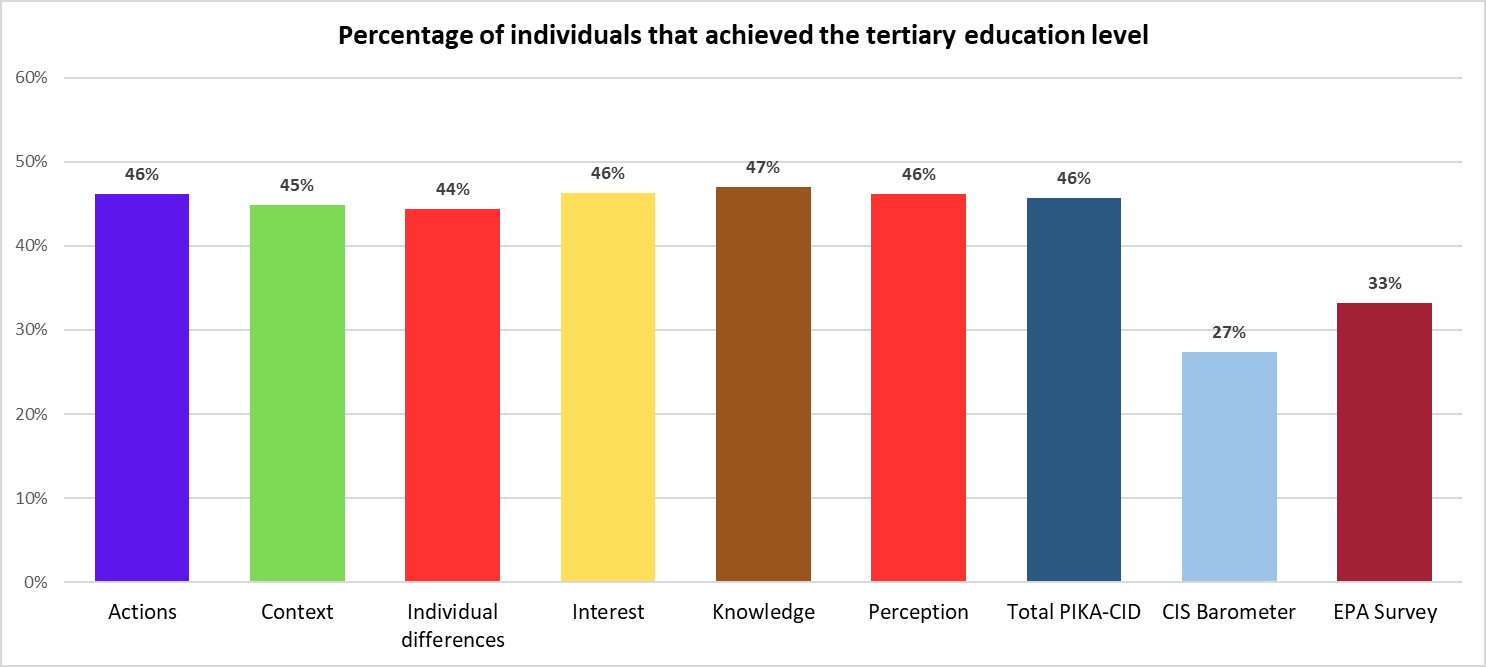 Percentage of individuals that achieved the tertiary education level
60%
50%
40%
30%
20%
10%
0%
46%
45%
44%
46%
47%
46%
46%
27%
33%
Actions
Context
Individual
differences
Interest
Knowledge
Perception
Total PIKA-CID
CIS Barometer
EPA Survey